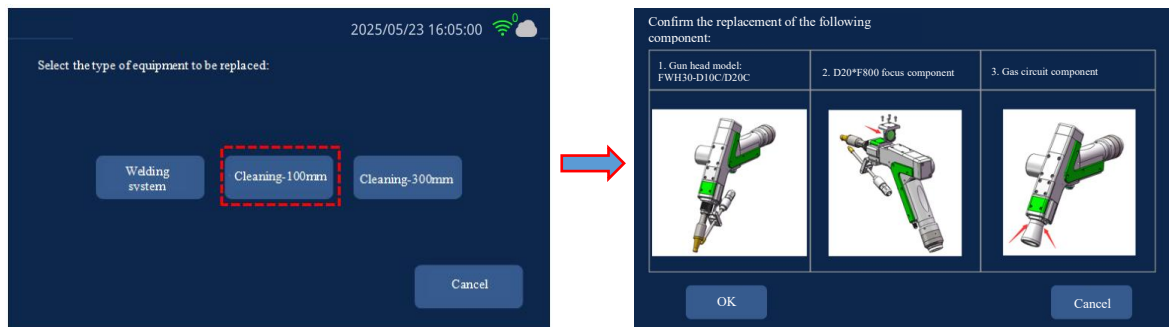 2025/05/23 16:05:00
0
Select the type of equipment to be replaced:
Welding
system
Cleaning-100mm
Cleaning-300mm
Cancel
Confirm the replacement of the following
component:
1. Gun head model:
FWH30-D10C/D20C
2. D20*F800 focus component
3. Gas circuit component
OK
Cancel